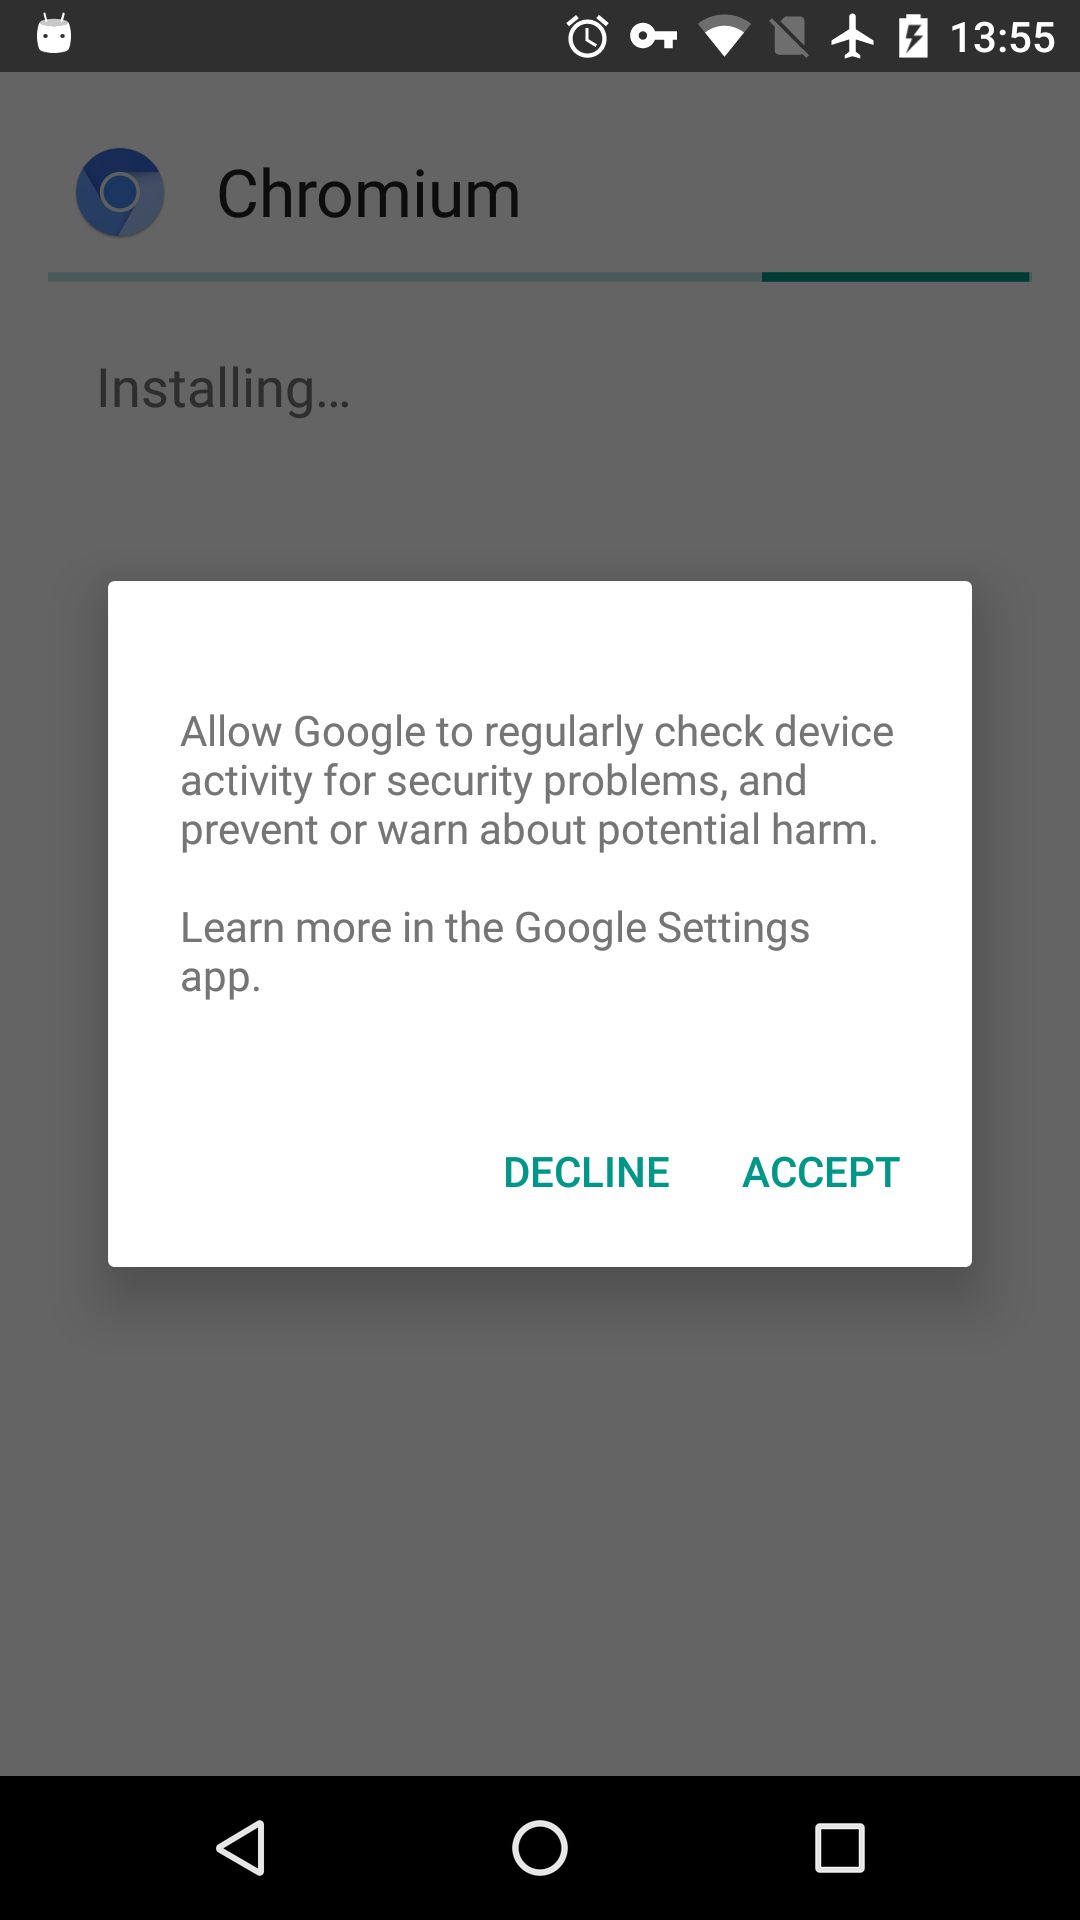 13:55
Chromium
Installing...
Allow Google to regularly check device
activity for security problems, and
prevent or warn about potential harm.
Learn more in the Google Settings
app.
DECLINE ACCEPT